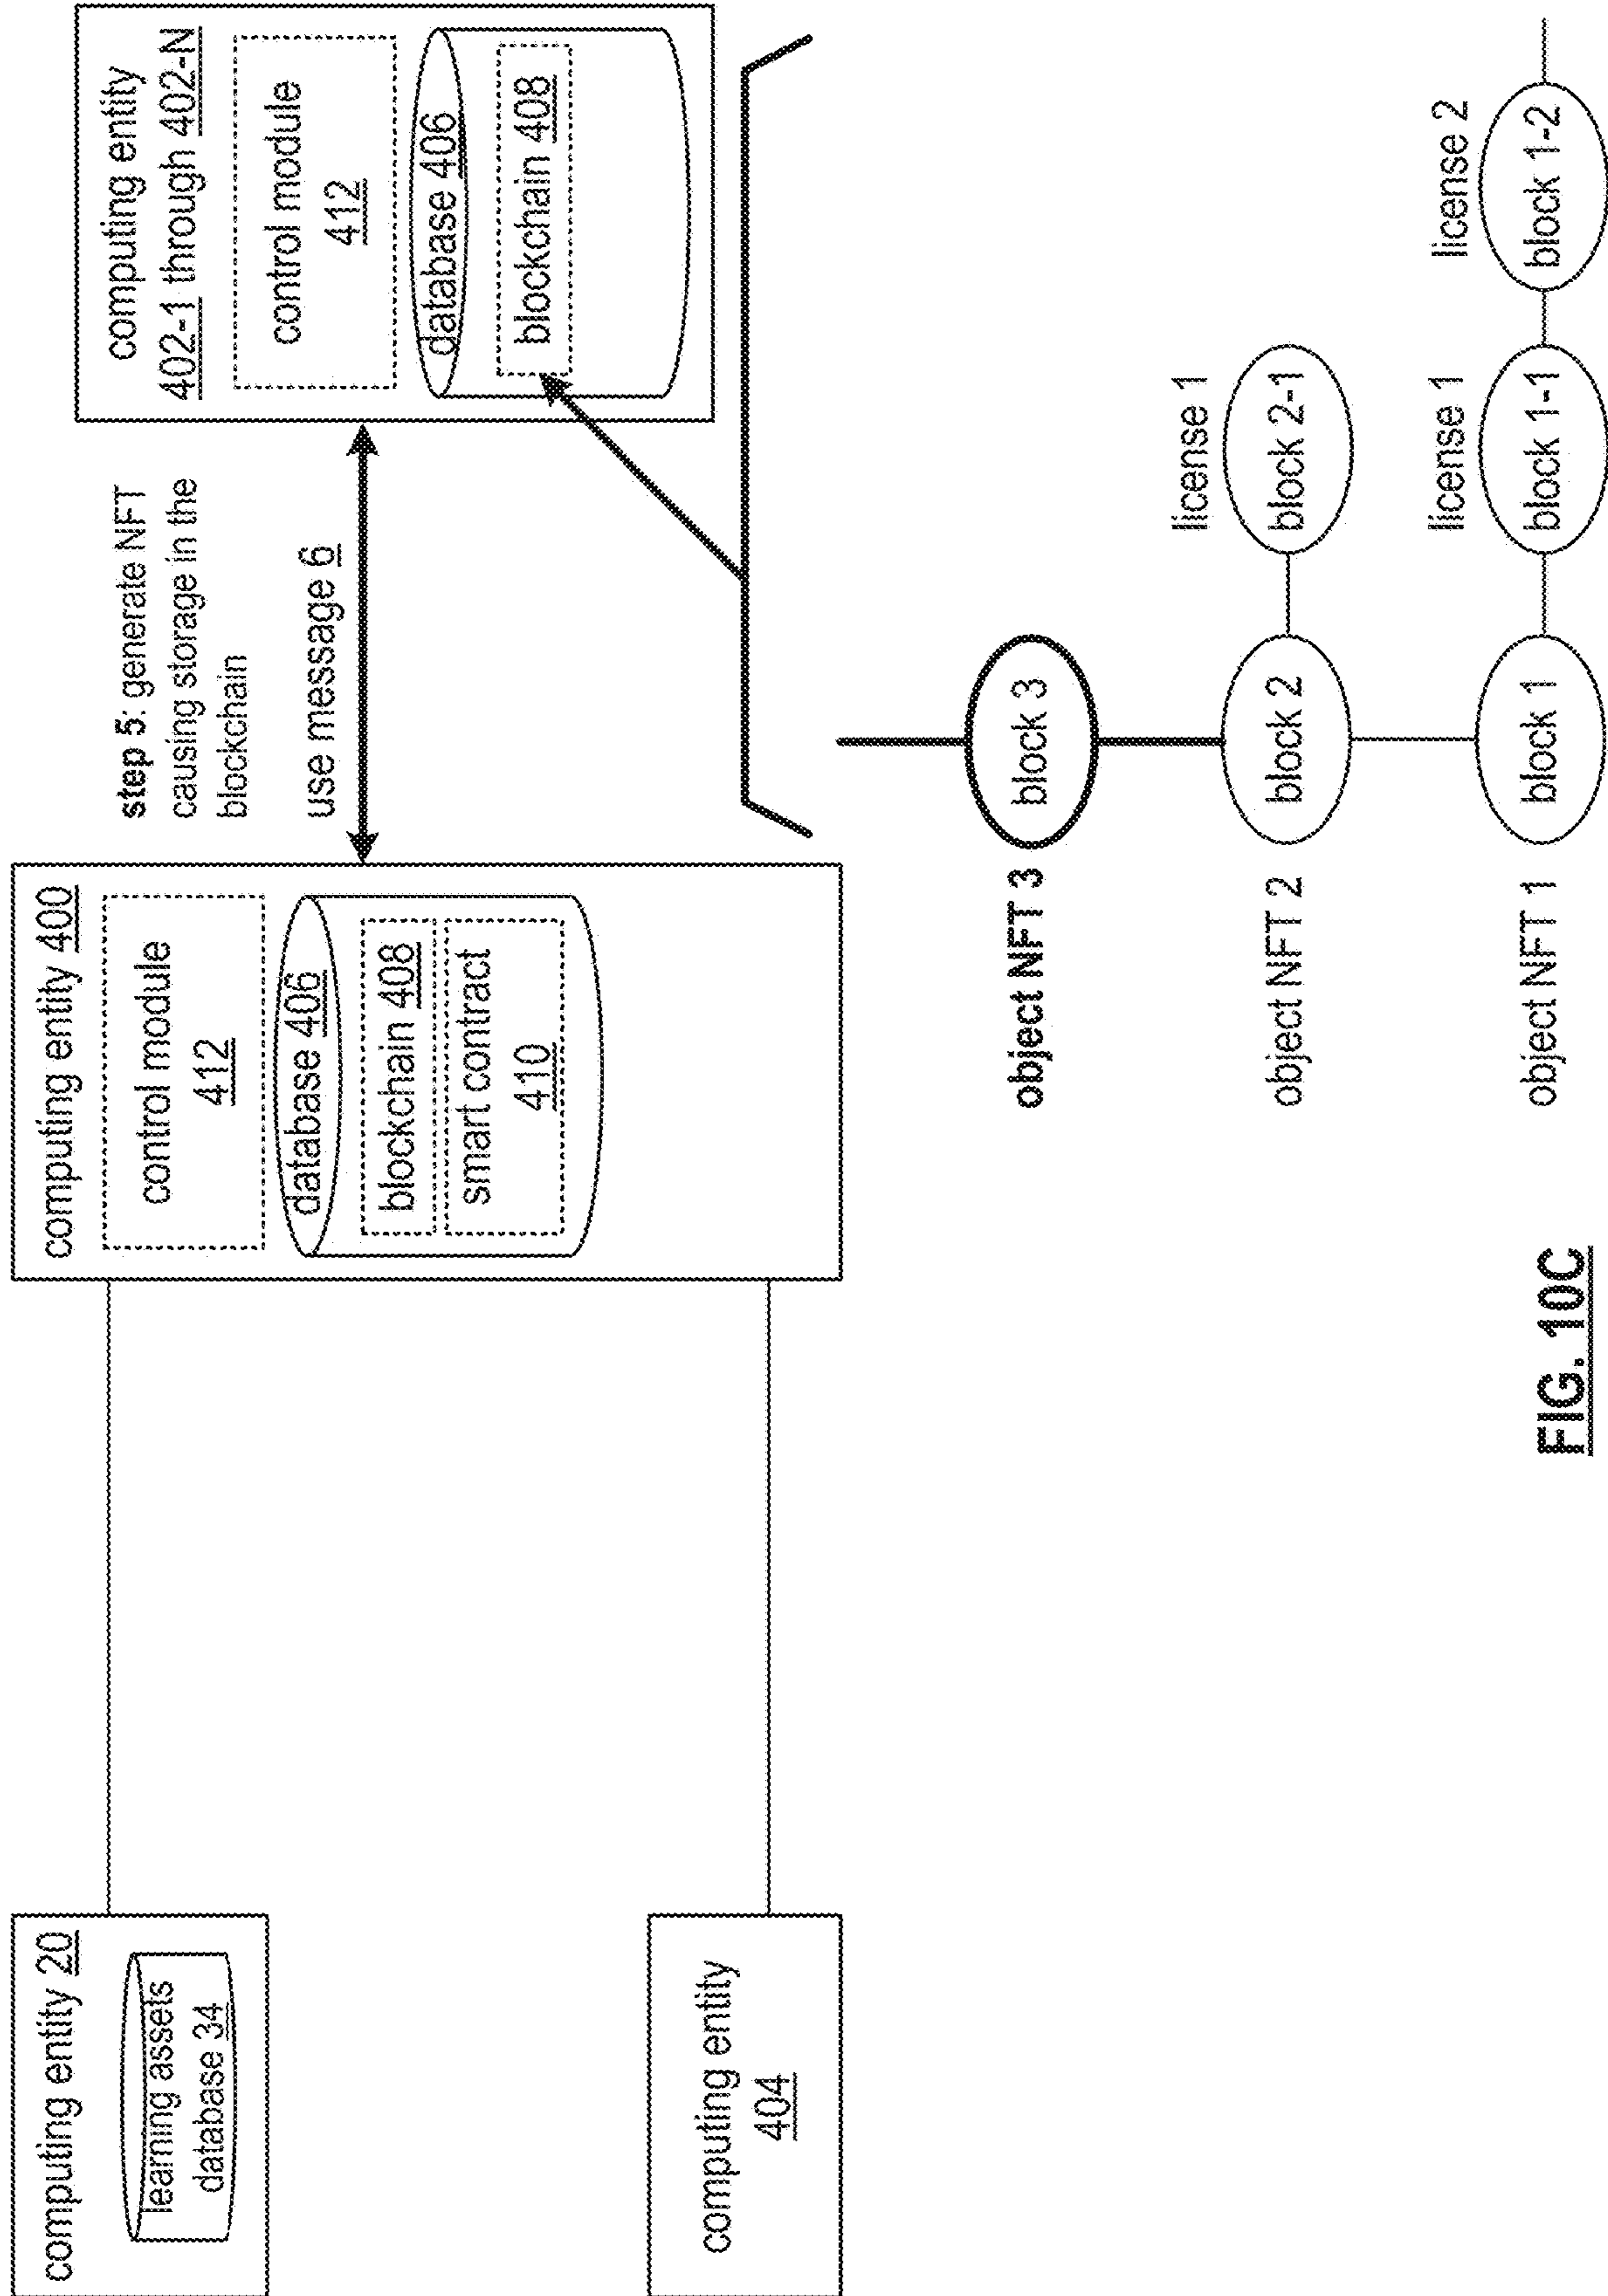 computing entity 20
learning assets
database 34
computing entity
404
computing entity 400
control module
412
database 406
blockchain 408
smart contract
410
step 5: generate NFT
causing storage in the
blockchain
use message 6
computing entity
402-1 through 402-N
control module
412
database 406
blockchain 408
object NFT 3
block 3
object NFT 2
block 2
license 1
block 2-1
object NFT 1
block 1
license 1
block 1-1
license 2
block 1-2
FIG. 10C